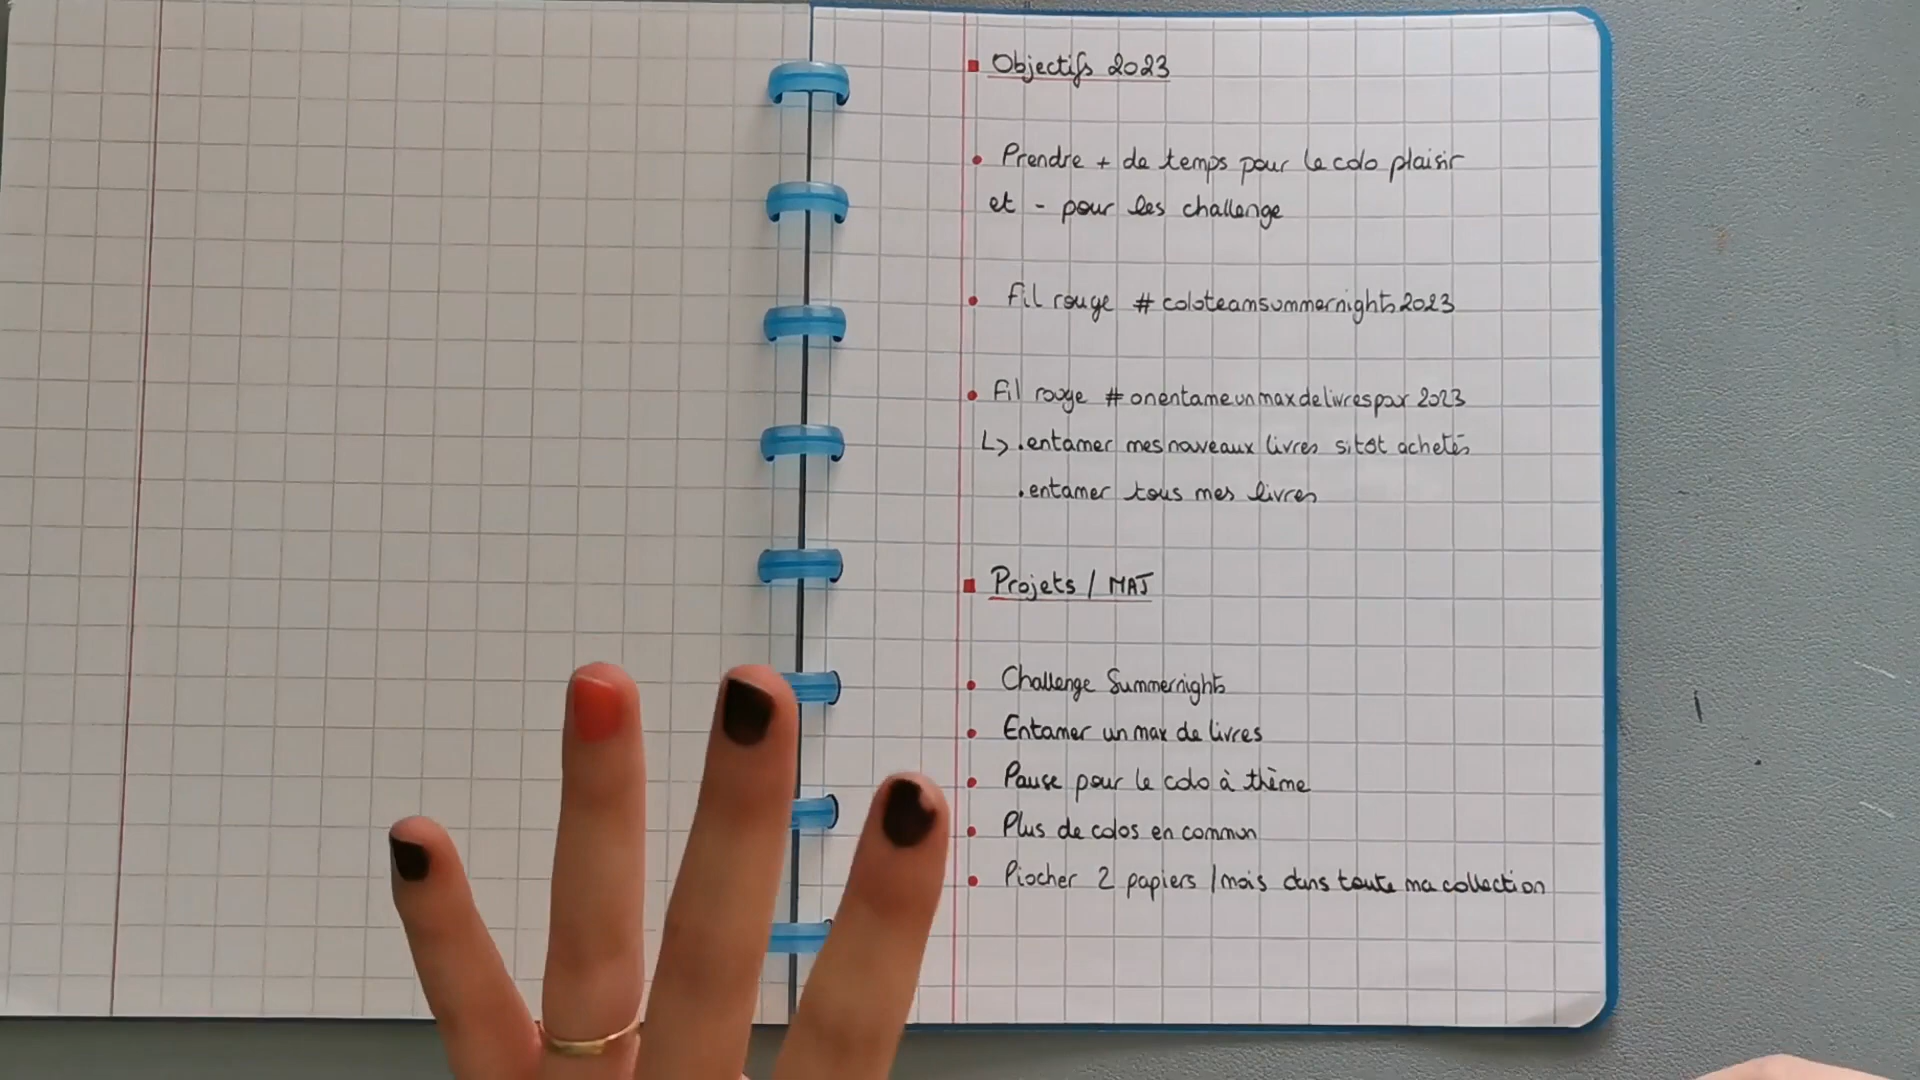 Objectifs 2023
Prendre + de temps pour le colo plaisir
et - pour les challenge
Fil rouge #coloteamsummernights2023
Fil rouge #onentameunmaxdelivrespour2023
↳ .entamer mes nouveaux livres sitôt achetés
.entamer tous mes livres
Projets / MAJ
Challenge Summernights
Entamer un max de livres
Pause pour le colo à thème
Plus de colos en commun
Piocher 2 papiers /mois dans toute ma collection